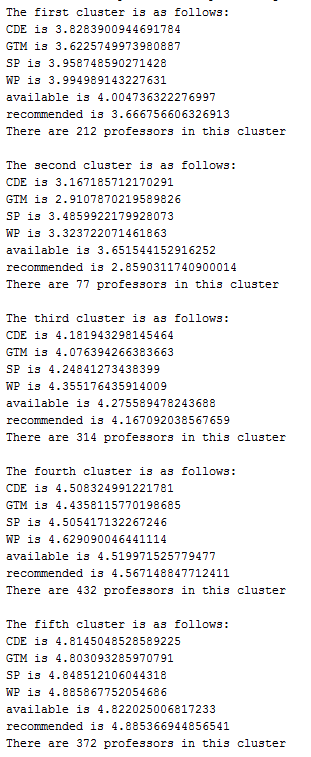 The first cluster is as follows:
CDE is 3.8283900944691784
GTM is 3.6225749973980887
SP is 3.958748590271428
WP is 3.994989143227631
available is 4.004736322276997
recommended is 3.666756606326913
There are 212 professors in this cluster
The second cluster is as follows:
CDE is 3.167185712170291
GTM is 2.9107870219589826
SP is 3.4859922179928073
WP is 3.323722071461863
available is 3.651544152916252
recommended is 2.8590311740900014
There are 77 professors in this cluster
The third cluster is as follows:
CDE is 4.181943298145464
GTM is 4.076394266383663
SP is 4.24841273438399
WP is 4.355176435914009
available is 4.275589478243688
recommended is 4.167092038567659
There are 314 professors in this cluster
The fourth cluster is as follows:
CDE is 4.508324991221781
GTM is 4.4358115770198685
SP is 4.505417132267246
WP is 4.629090046441114
available is 4.519971525779477
recommended is 4.567148847712411
There are 432 professors in this cluster
The fifth cluster is as follows:
CDE is 4.8145048528589225
GTM is 4.803093285970791
SP is 4.848512106044318
WP is 4.885867752054686
available is 4.822025006817233
recommended is 4.885366944856541
There are 372 professors in this cluster